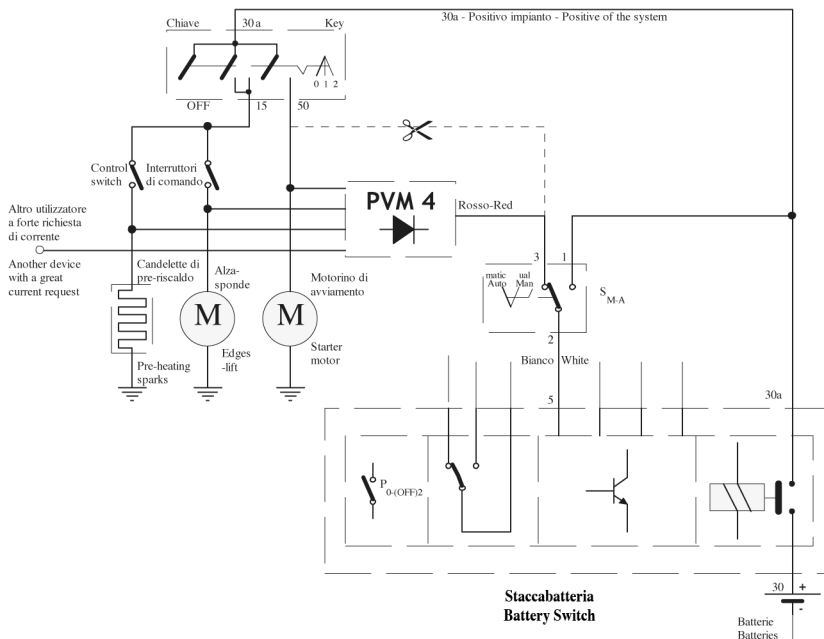 30a - Positivo impianto - Positive of the system
Chiave 30 a Key
0 1 2
OFF 15 50
Control
switch
Interruttori
di comando
PVM 4
Rosso-Red
Altro utilizzatore
a forte richiesta
di corrente
Another device
with a great
current request
Candelette di
pre-riscaldo
Alza-
sponde
Motorino di
avviamento
3 1
matic
Auto
ual
Man
S M-A
M
M
Edges
-lift
Starter
motor
2
Pre-heating
sparks
Bianco White
5
30a
P 0-(OFF)2
Staccabatteria
Battery Switch
30 +
-
Batterie
Batteries